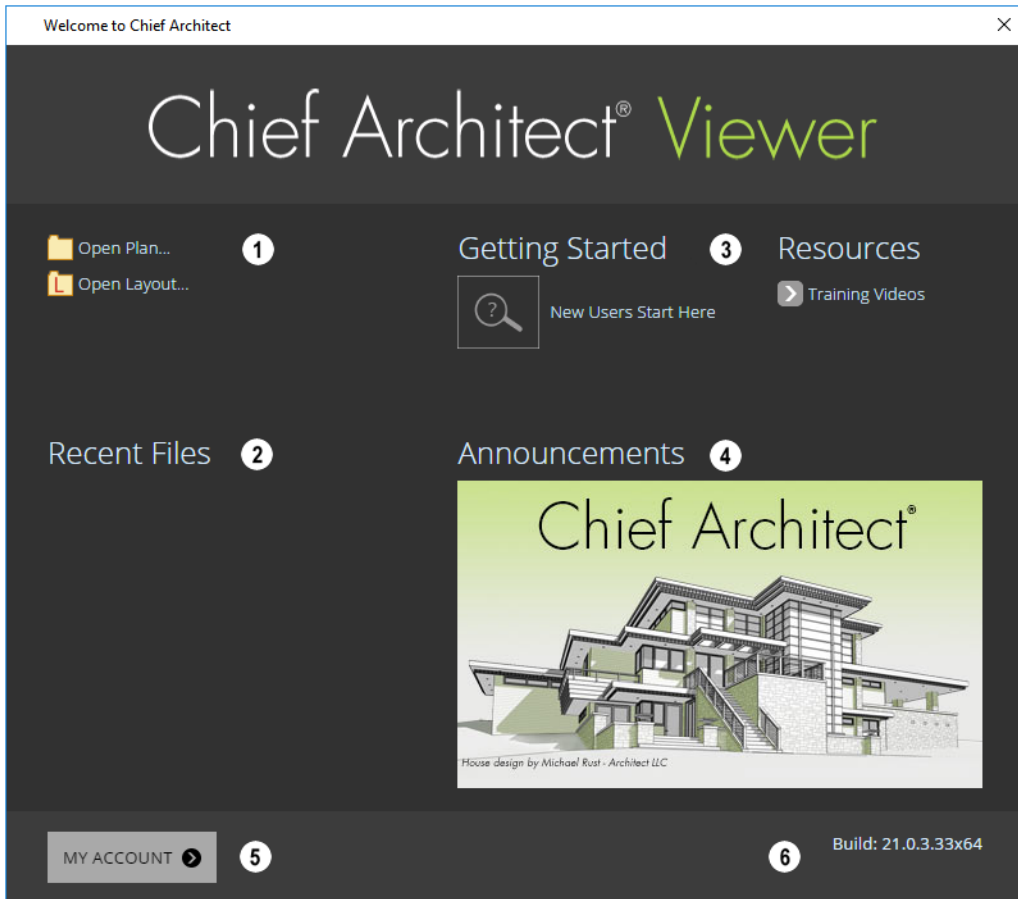 Welcome to Chief Architect
Chief Architect® Viewer
Open Plan...
1
L Open Layout...
Getting Started
3
? New Users Start Here
Resources
Training Videos
Recent Files
2
Announcements
4
Chief Architect®
House design by Michael Rust - Architect LLC
MY ACCOUNT
5
6
Build: 21.0.3.33x64